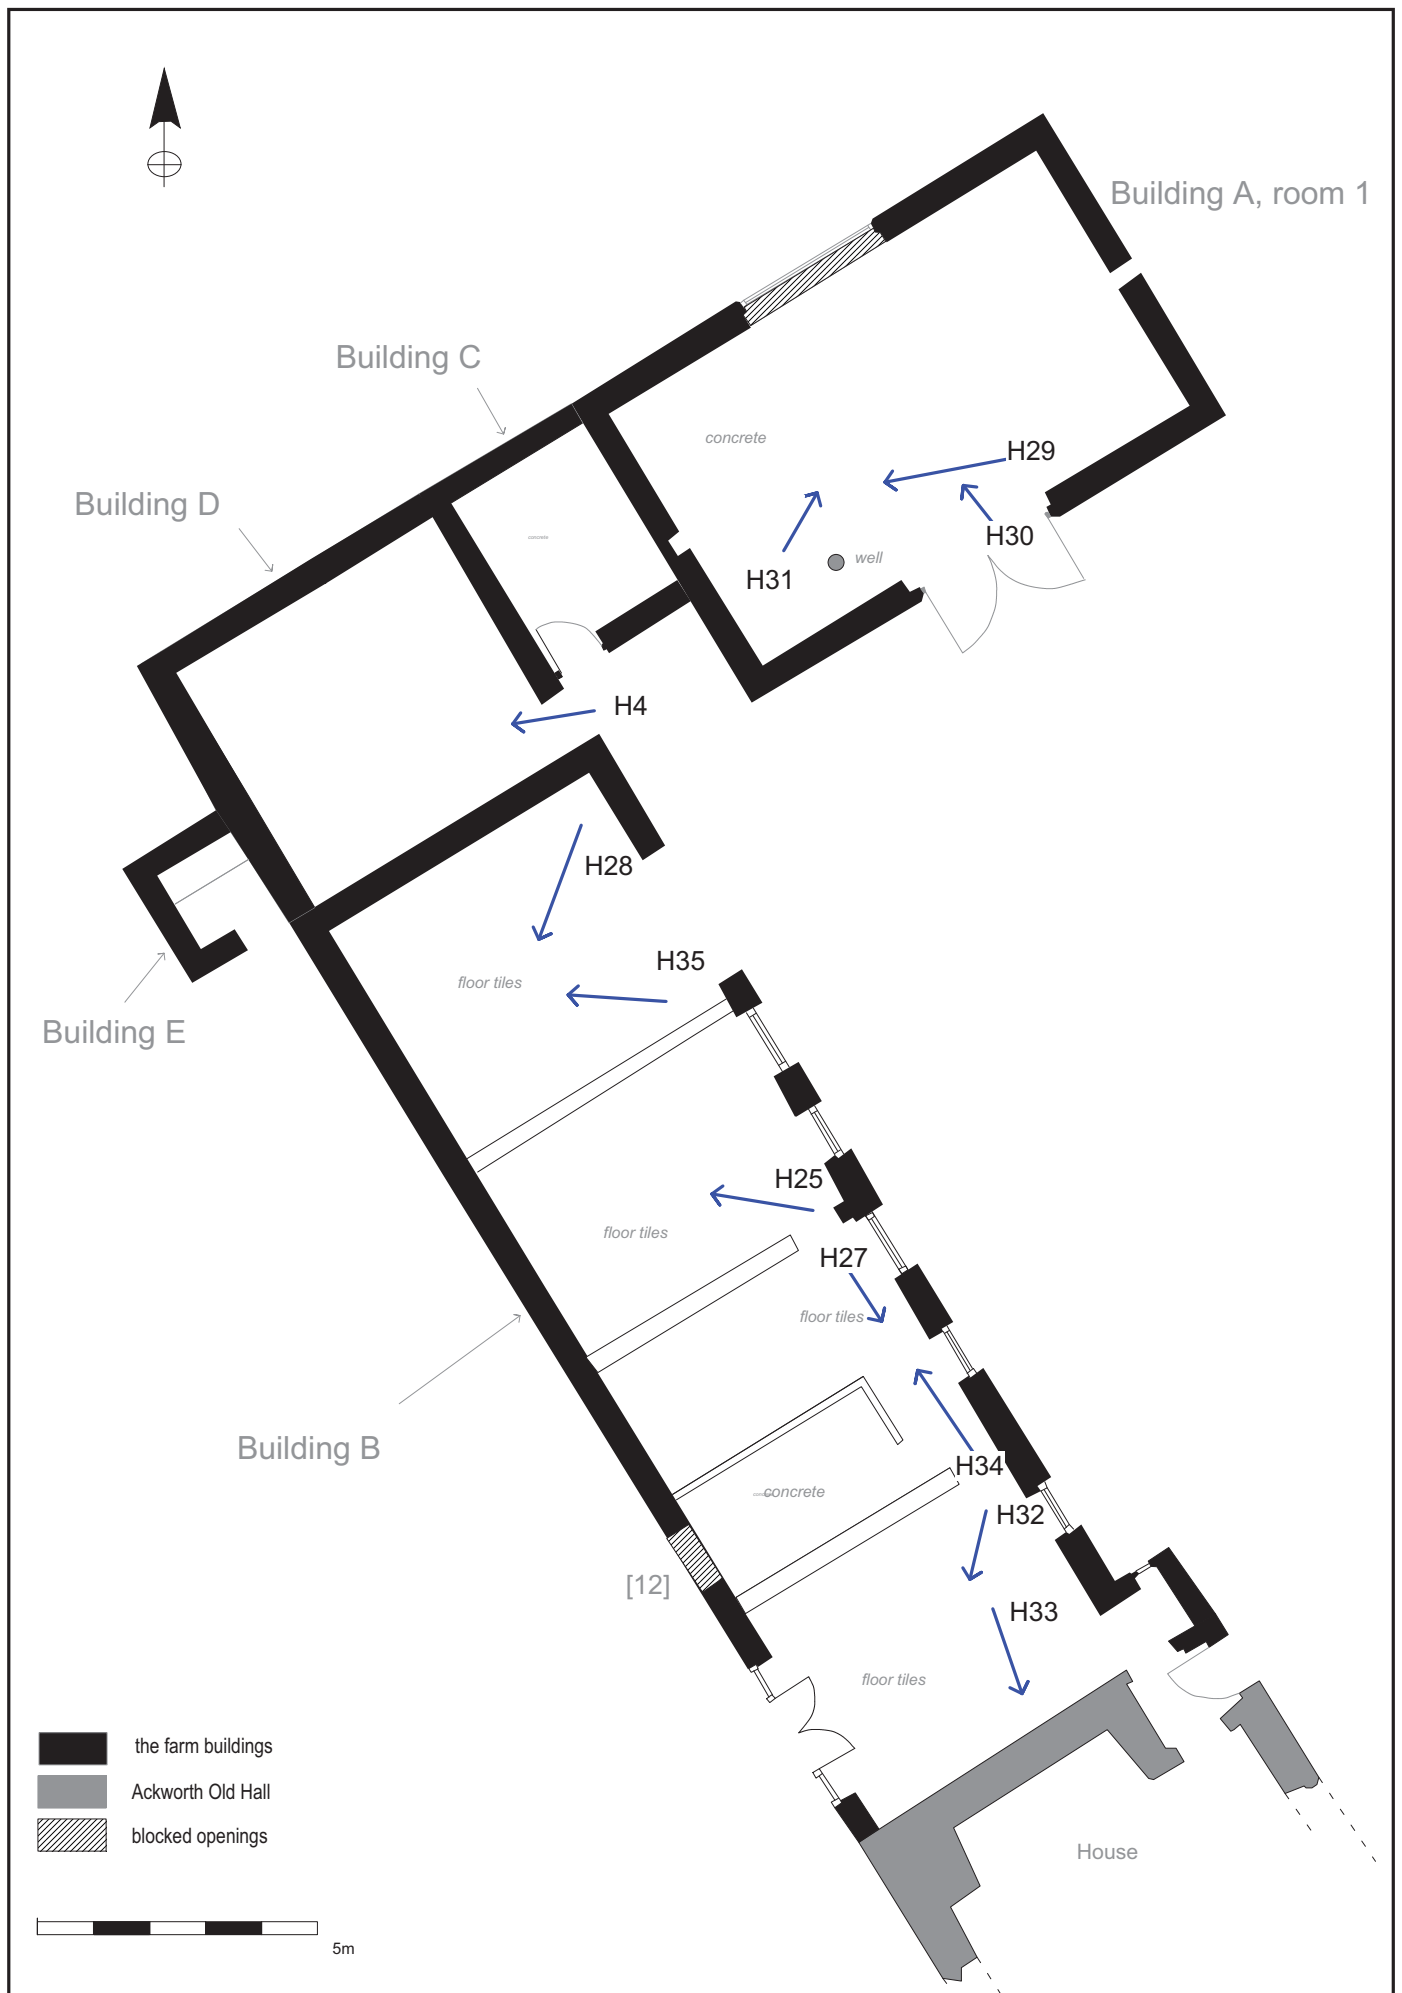 Building A, room 1
Building C
concrete
H29
Building D
concrete
H30
well
H31
H4
H28
H35
floor tiles
Building E
H25
floor tiles
H27
floor tiles
Building B
H34
concrete
H32
[12]
H33
floor tiles
the farm buildings
Ackworth Old Hall
blocked openings
House
5m